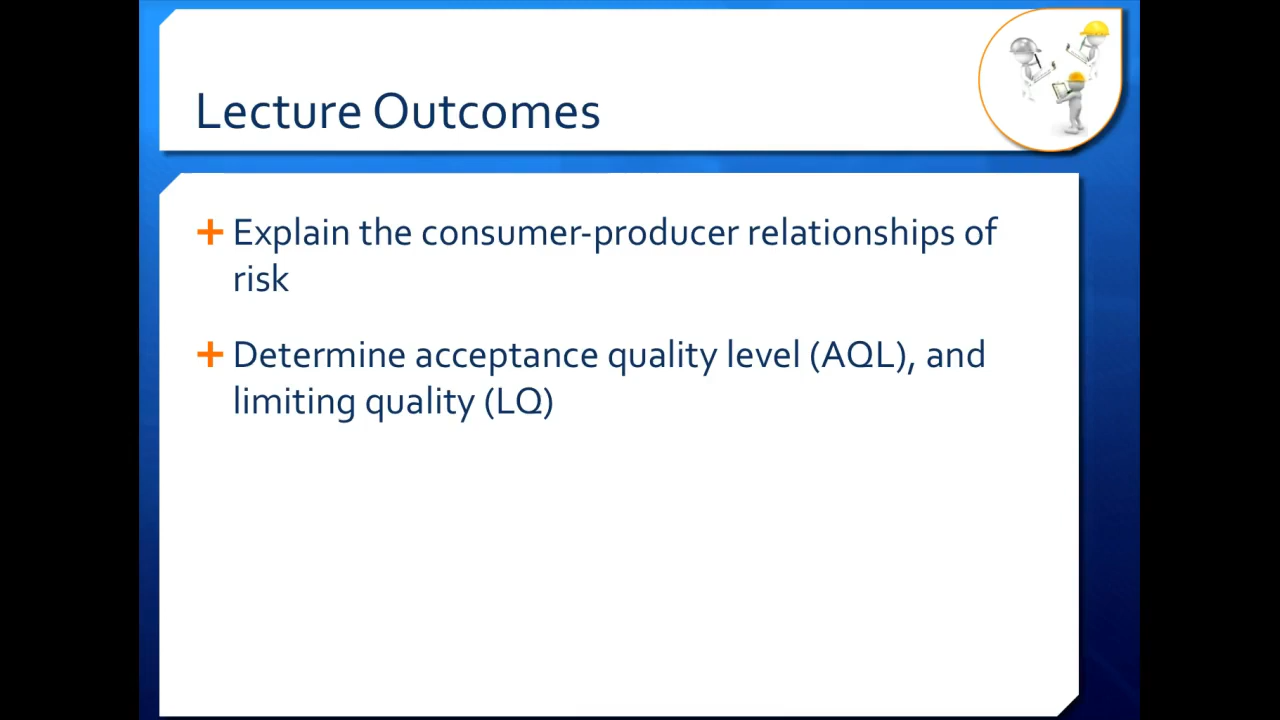 Lecture Outcomes
Explain the consumer-producer relationships of
risk
Determine acceptance quality level (AQL), and
limiting quality (LQ)